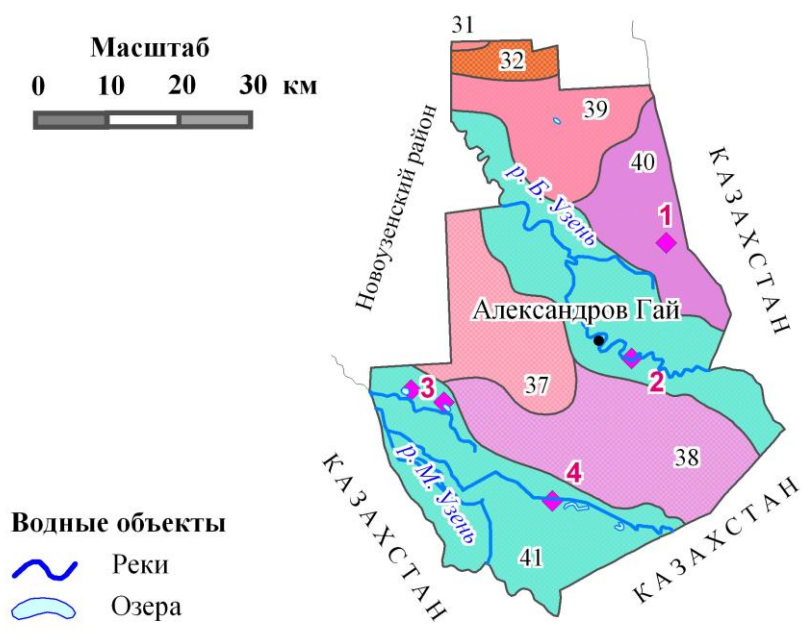 Масштаб
0 10 20 30 км
31
32
39
40
Новоузенский район
р. Б. Узень
КАЗАХСТАН
1
Александров Гай
2
37
3
38
4
р. М. Узень
КАЗАХСТАН
КАЗАХСТАН
41
Водные объекты
Реки
Озера